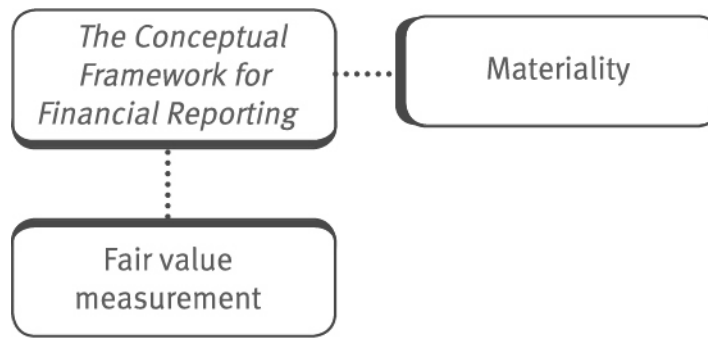 The Conceptual
Framework for
Financial Reporting
Materiality
Fair value
measurement